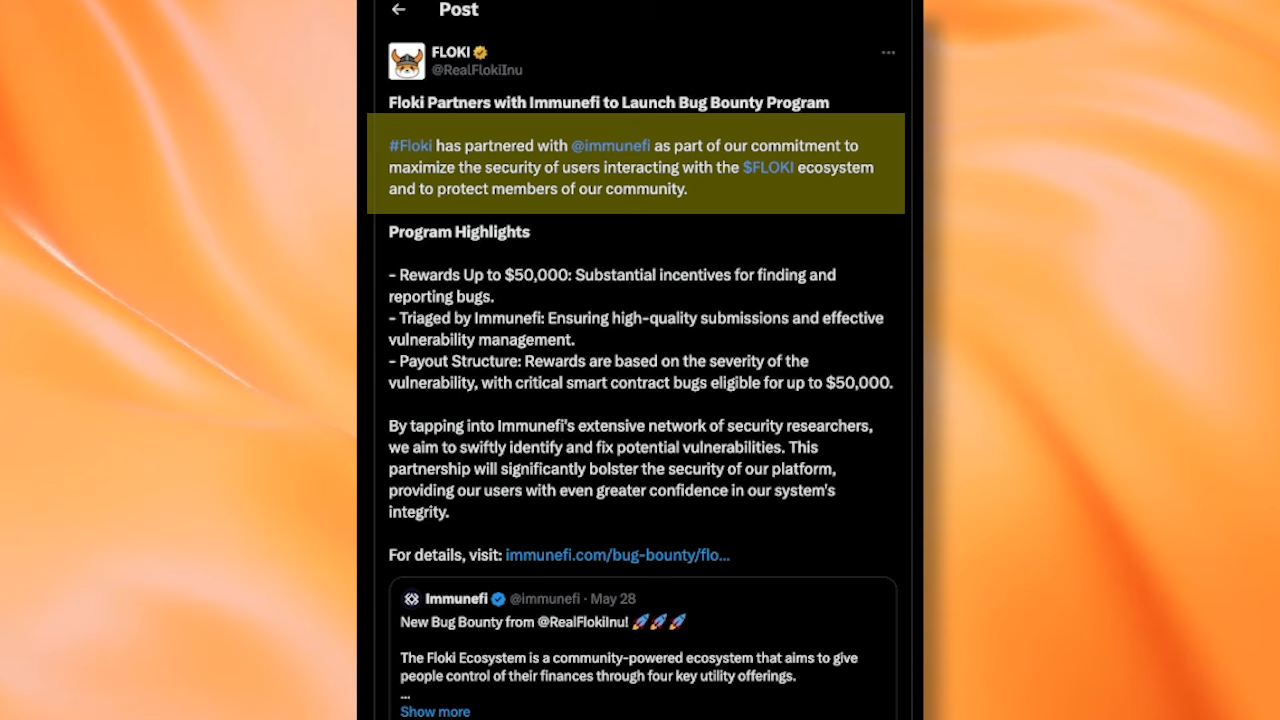 Post
FLOKI
@RealFlokiInu
Floki Partners with Immunefi to Launch Bug Bounty Program
#Floki has partnered with @immunefi as part of our commitment to
maximize the security of users interacting with the $FLOKI ecosystem
and to protect members of our community.
Program Highlights
- Rewards Up to $50,000: Substantial incentives for finding and
reporting bugs.
- Triaged by Immunefi: Ensuring high-quality submissions and effective
vulnerability management.
- Payout Structure: Rewards are based on the severity of the
vulnerability, with critical smart contract bugs eligible for up to $50,000.
By tapping into Immunefi's extensive network of security researchers,
we aim to swiftly identify and fix potential vulnerabilities. This
partnership will significantly bolster the security of our platform,
providing our users with even greater confidence in our system's
integrity.
For details, visit: immunefi.com/bug-bounty/flo...
Immunefi @immunefi · May 28
New Bug Bounty from @RealFlokiInu! 🚀🚀🚀
The Floki Ecosystem is a community-powered ecosystem that aims to give
people control of their finances through four key utility offerings.
...
Show more